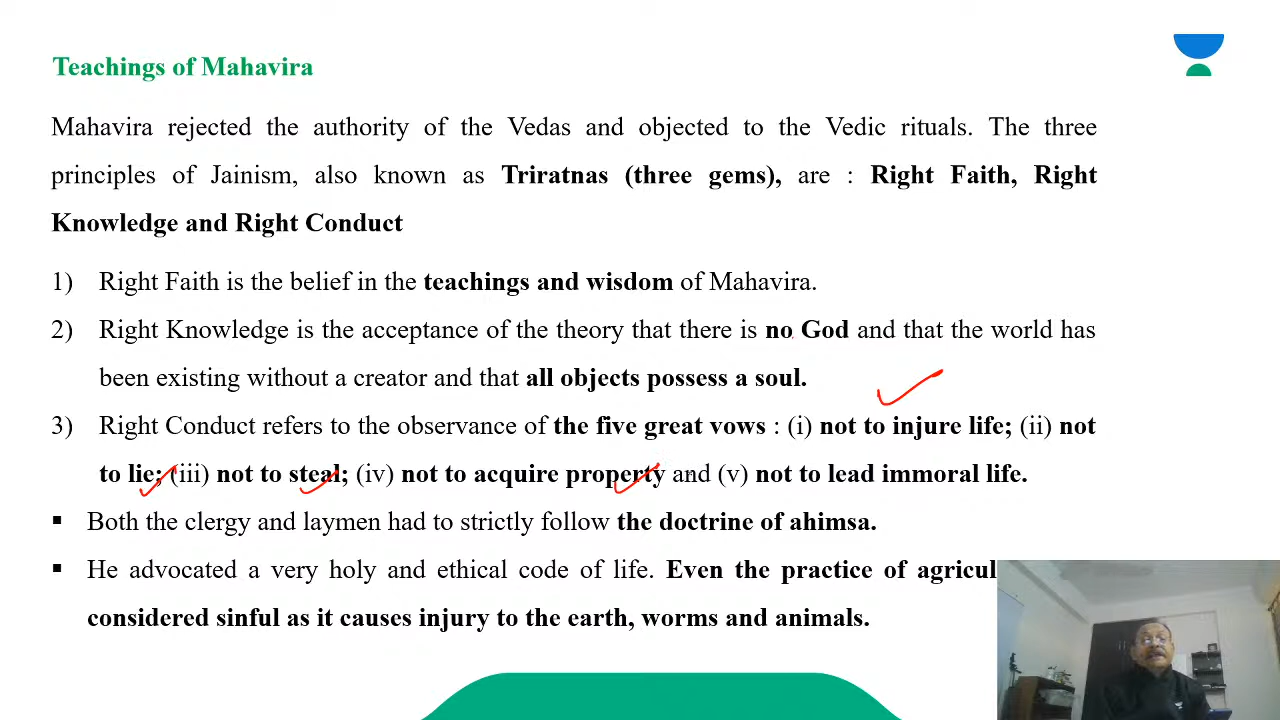 Teachings of Mahavira
Mahavira rejected the authority of the Vedas and objected to the Vedic rituals. The three
principles of Jainism, also known as Triratnas (three gems), are : Right Faith, Right
Knowledge and Right Conduct
1) Right Faith is the belief in the teachings and wisdom of Mahavira.
2) Right Knowledge is the acceptance of the theory that there is no God and that the world has
been existing without a creator and that all objects possess a soul.
3) Right Conduct refers to the observance of the five great vows : (i) not to injure life; (ii) not
to lie; (iii) not to steal; (iv) not to acquire property and (v) not to lead immoral life.
▪ Both the clergy and laymen had to strictly follow the doctrine of ahimsa.
▪ He advocated a very holy and ethical code of life. Even the practice of
considered sinful as it causes injury to the earth, worms and animals.